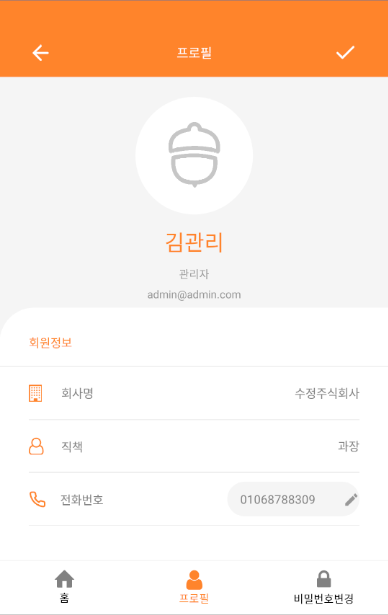 프로필
김관리
관리자
admin@admin.com
회원정보
회사명 수정주식회사
직책 과장
전화번호 01068788309
홈 프로필 비밀번호변경